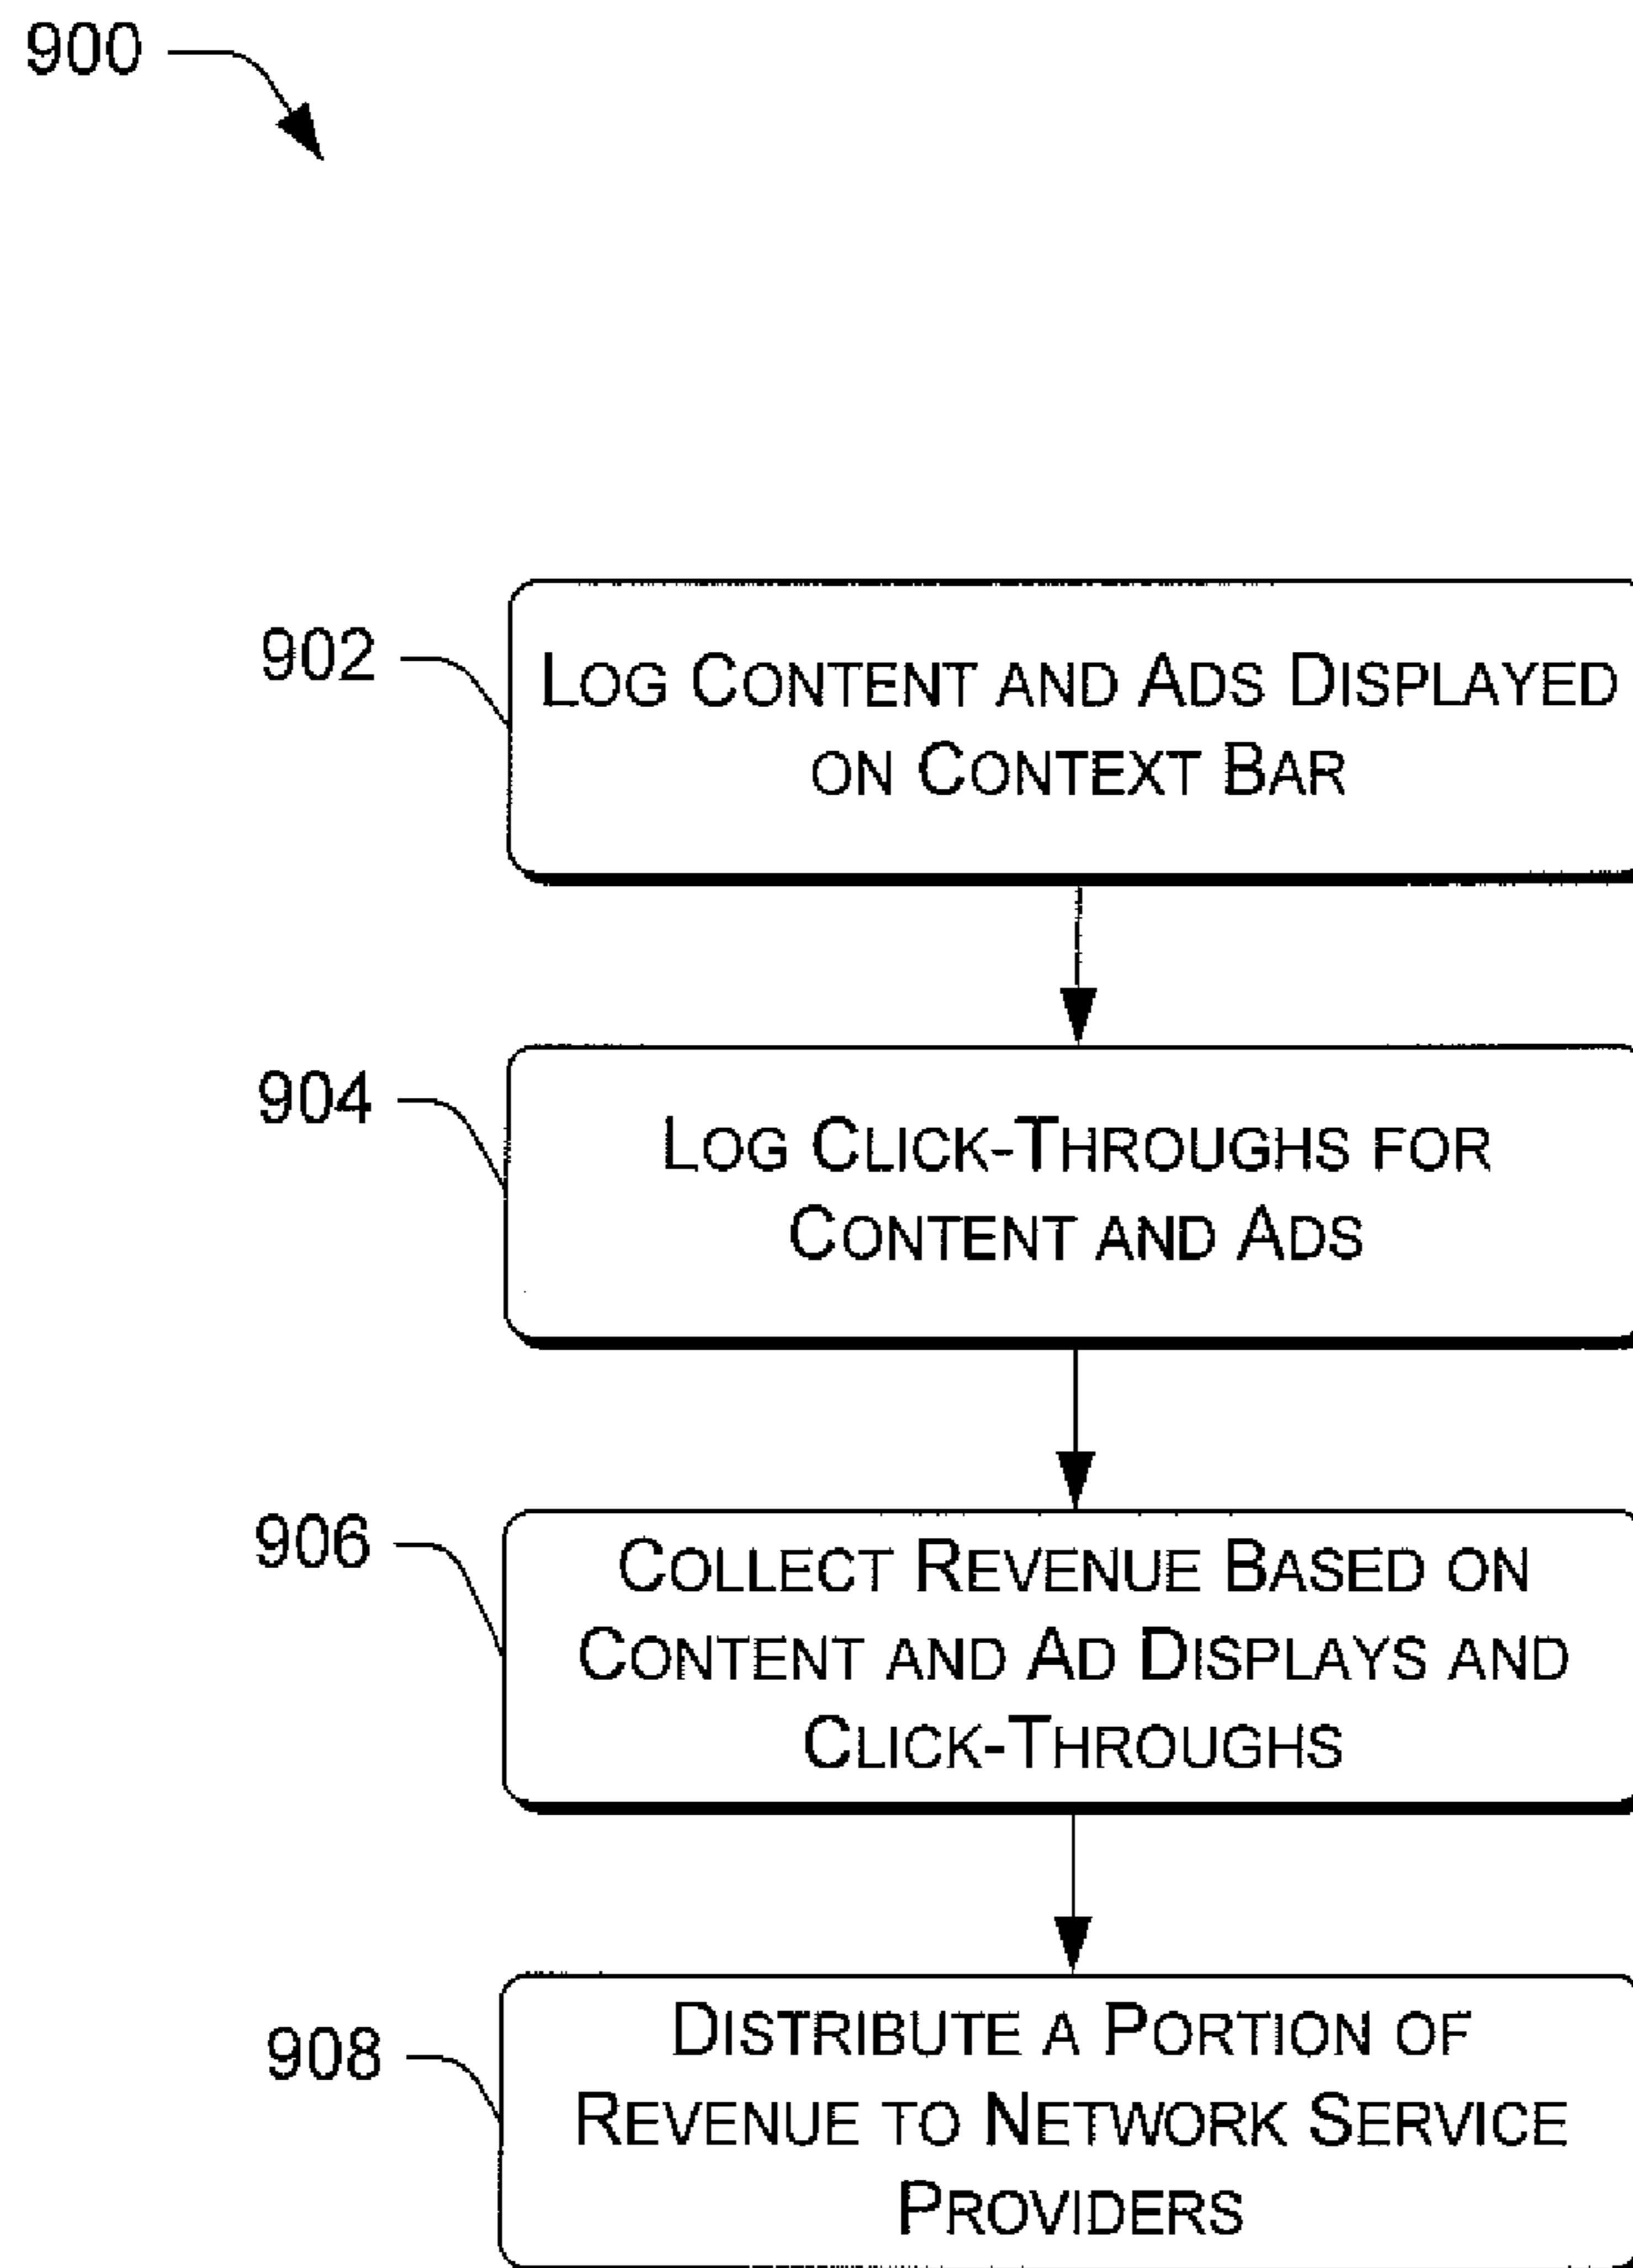 900
902
LOG CONTENT AND ADS DISPLAYED
ON CONTEXT BAR
904
LOG CLICK-THROUGHS FOR
CONTENT AND ADS
906
COLLECT REVENUE BASED ON
CONTENT AND AD DISPLAYS AND
CLICK-THROUGHS
908
DISTRIBUTE A PORTION OF
REVENUE TO NETWORK SERVICE
PROVIDERS